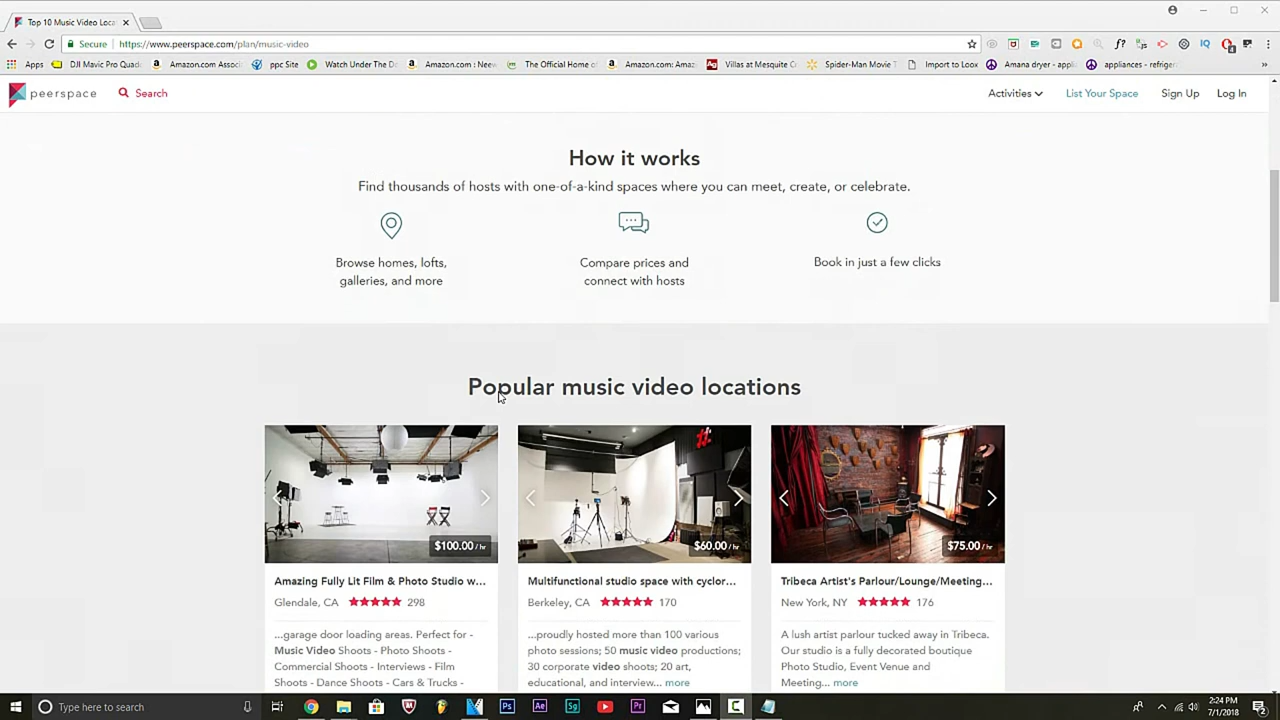 Top 10 Music Video Loca
Secure https://www.peerspace.com/plan/music-video
Apps DJI Mavic Pro Quad Amazon.com Assoc ppc Site Watch Under The D Amazon.com : New The Official Home of Amazon.com: Amaz Villas at Mesquite C Spider-Man Movie T Import to Loox Amana dryer - appli appliances - refriger
peerspace Search Activities List Your Space Sign Up Log In
How it works
Find thousands of hosts with one-of-a-kind spaces where you can meet, create, or celebrate.
Browse homes, lofts,
galleries, and more
Compare prices and
connect with hosts
Book in just a few clicks
Popular music video locations
$100.00 / hr
Amazing Fully Lit Film & Photo Studio w...
Glendale, CA 298
...garage door loading areas. Perfect for -
Music Video Shoots - Photo Shoots -
Commercial Shoots - Interviews - Film
Shoots - Dance Shoots - Cars & Trucks -
$60.00 / hr
Multifunctional studio space with cyclor...
Berkeley, CA 170
...proudly hosted more than 100 various
photo sessions; 50 music video productions;
30 corporate video shoots; 20 art,
educational, and interview... more
$75.00 / hr
Tribeca Artist's Parlour/Lounge/Meeting...
New York, NY 176
A lush artist parlour tucked away in Tribeca.
Our studio is a fully decorated boutique
Photo Studio, Event Venue and
Meeting... more
Type here to search
2:24 PM
7/1/2018